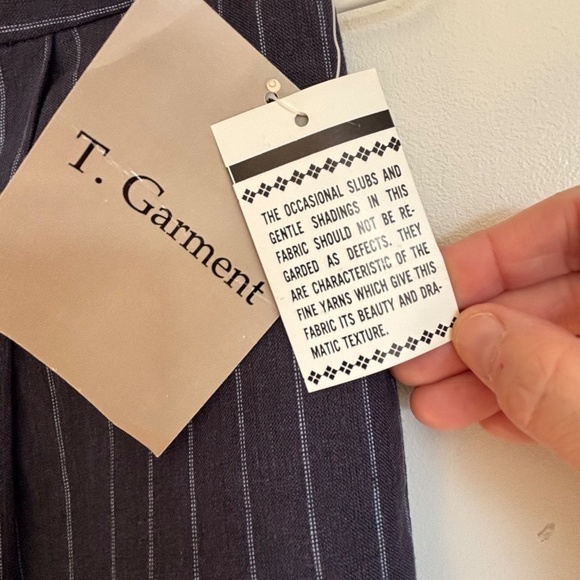 T. Garment
THE OCCASIONAL SLUBS AND
GENTLE SHADINGS IN THIS
FABRIC SHOULD NOT BE RE-
GARDED AS DEFECTS. THEY
ARE CHARACTERISTIC OF THE
FINE YARNS WHICH GIVE THIS
FABRIC ITS BEAUTY AND DRA-
MATIC TEXTURE.